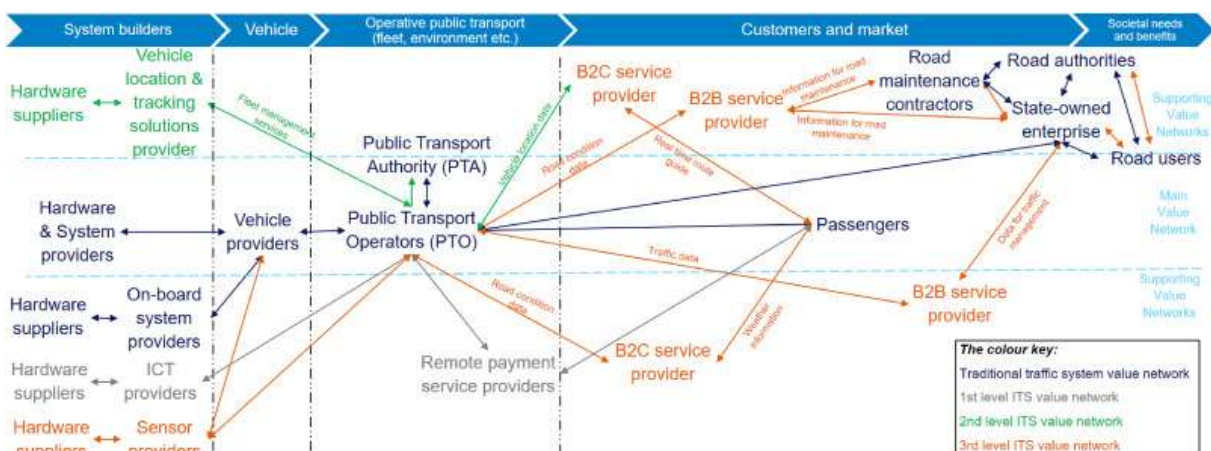 System builders
Vehicle
Operative public transport
(fleet, environment etc.)
Customers and market
Societal needs
and benefits
Hardware
suppliers
Vehicle
location &
tracking
solutions
provider
Fleet management
services
Public Transport
Authority (PTA)
Vehicle location data
B2C service
provider
B2B service
provider
Information for road
maintenance
Information for road
maintenance
Road
maintenance
contractors
Road authorities
State-owned
enterprise
Road users
Supporting
Value
Networks
Road condition
data
Real time route
guide
Hardware
& System
providers
Vehicle
providers
Public Transport
Operators (PTO)
Passengers
Main
Value
Network
Traffic data
Data for traffic
management
Hardware
suppliers
On-board
system
providers
Road condition
data
Weather
information
B2B service
provider
Supporting
Value
Networks
Hardware
suppliers
ICT
providers
Remote payment
service providers
B2C service
provider
Hardware
suppliers
Sensor
providers
The colour key:
Traditional traffic system value network
1st level ITS value network
2nd level ITS value network
3rd level ITS value network